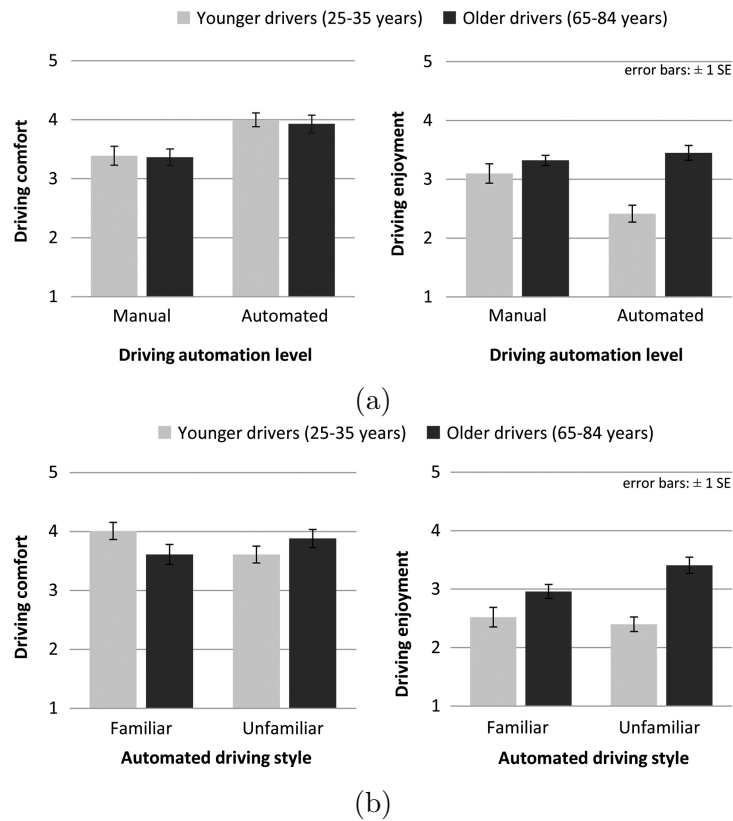 Younger drivers (25-35 years) Older drivers (65-84 years)
5
4
3
2
1
Driving comfort
Manual Automated
Driving automation level
error bars: ± 1 SE
5
4
3
2
1
Driving enjoyment
Manual Automated
Driving automation level
(a)
Younger drivers (25-35 years) Older drivers (65-84 years)
5
4
3
2
1
Driving comfort
Familiar Unfamiliar
Automated driving style
error bars: ± 1 SE
5
4
3
2
1
Driving enjoyment
Familiar Unfamiliar
Automated driving style
(b)